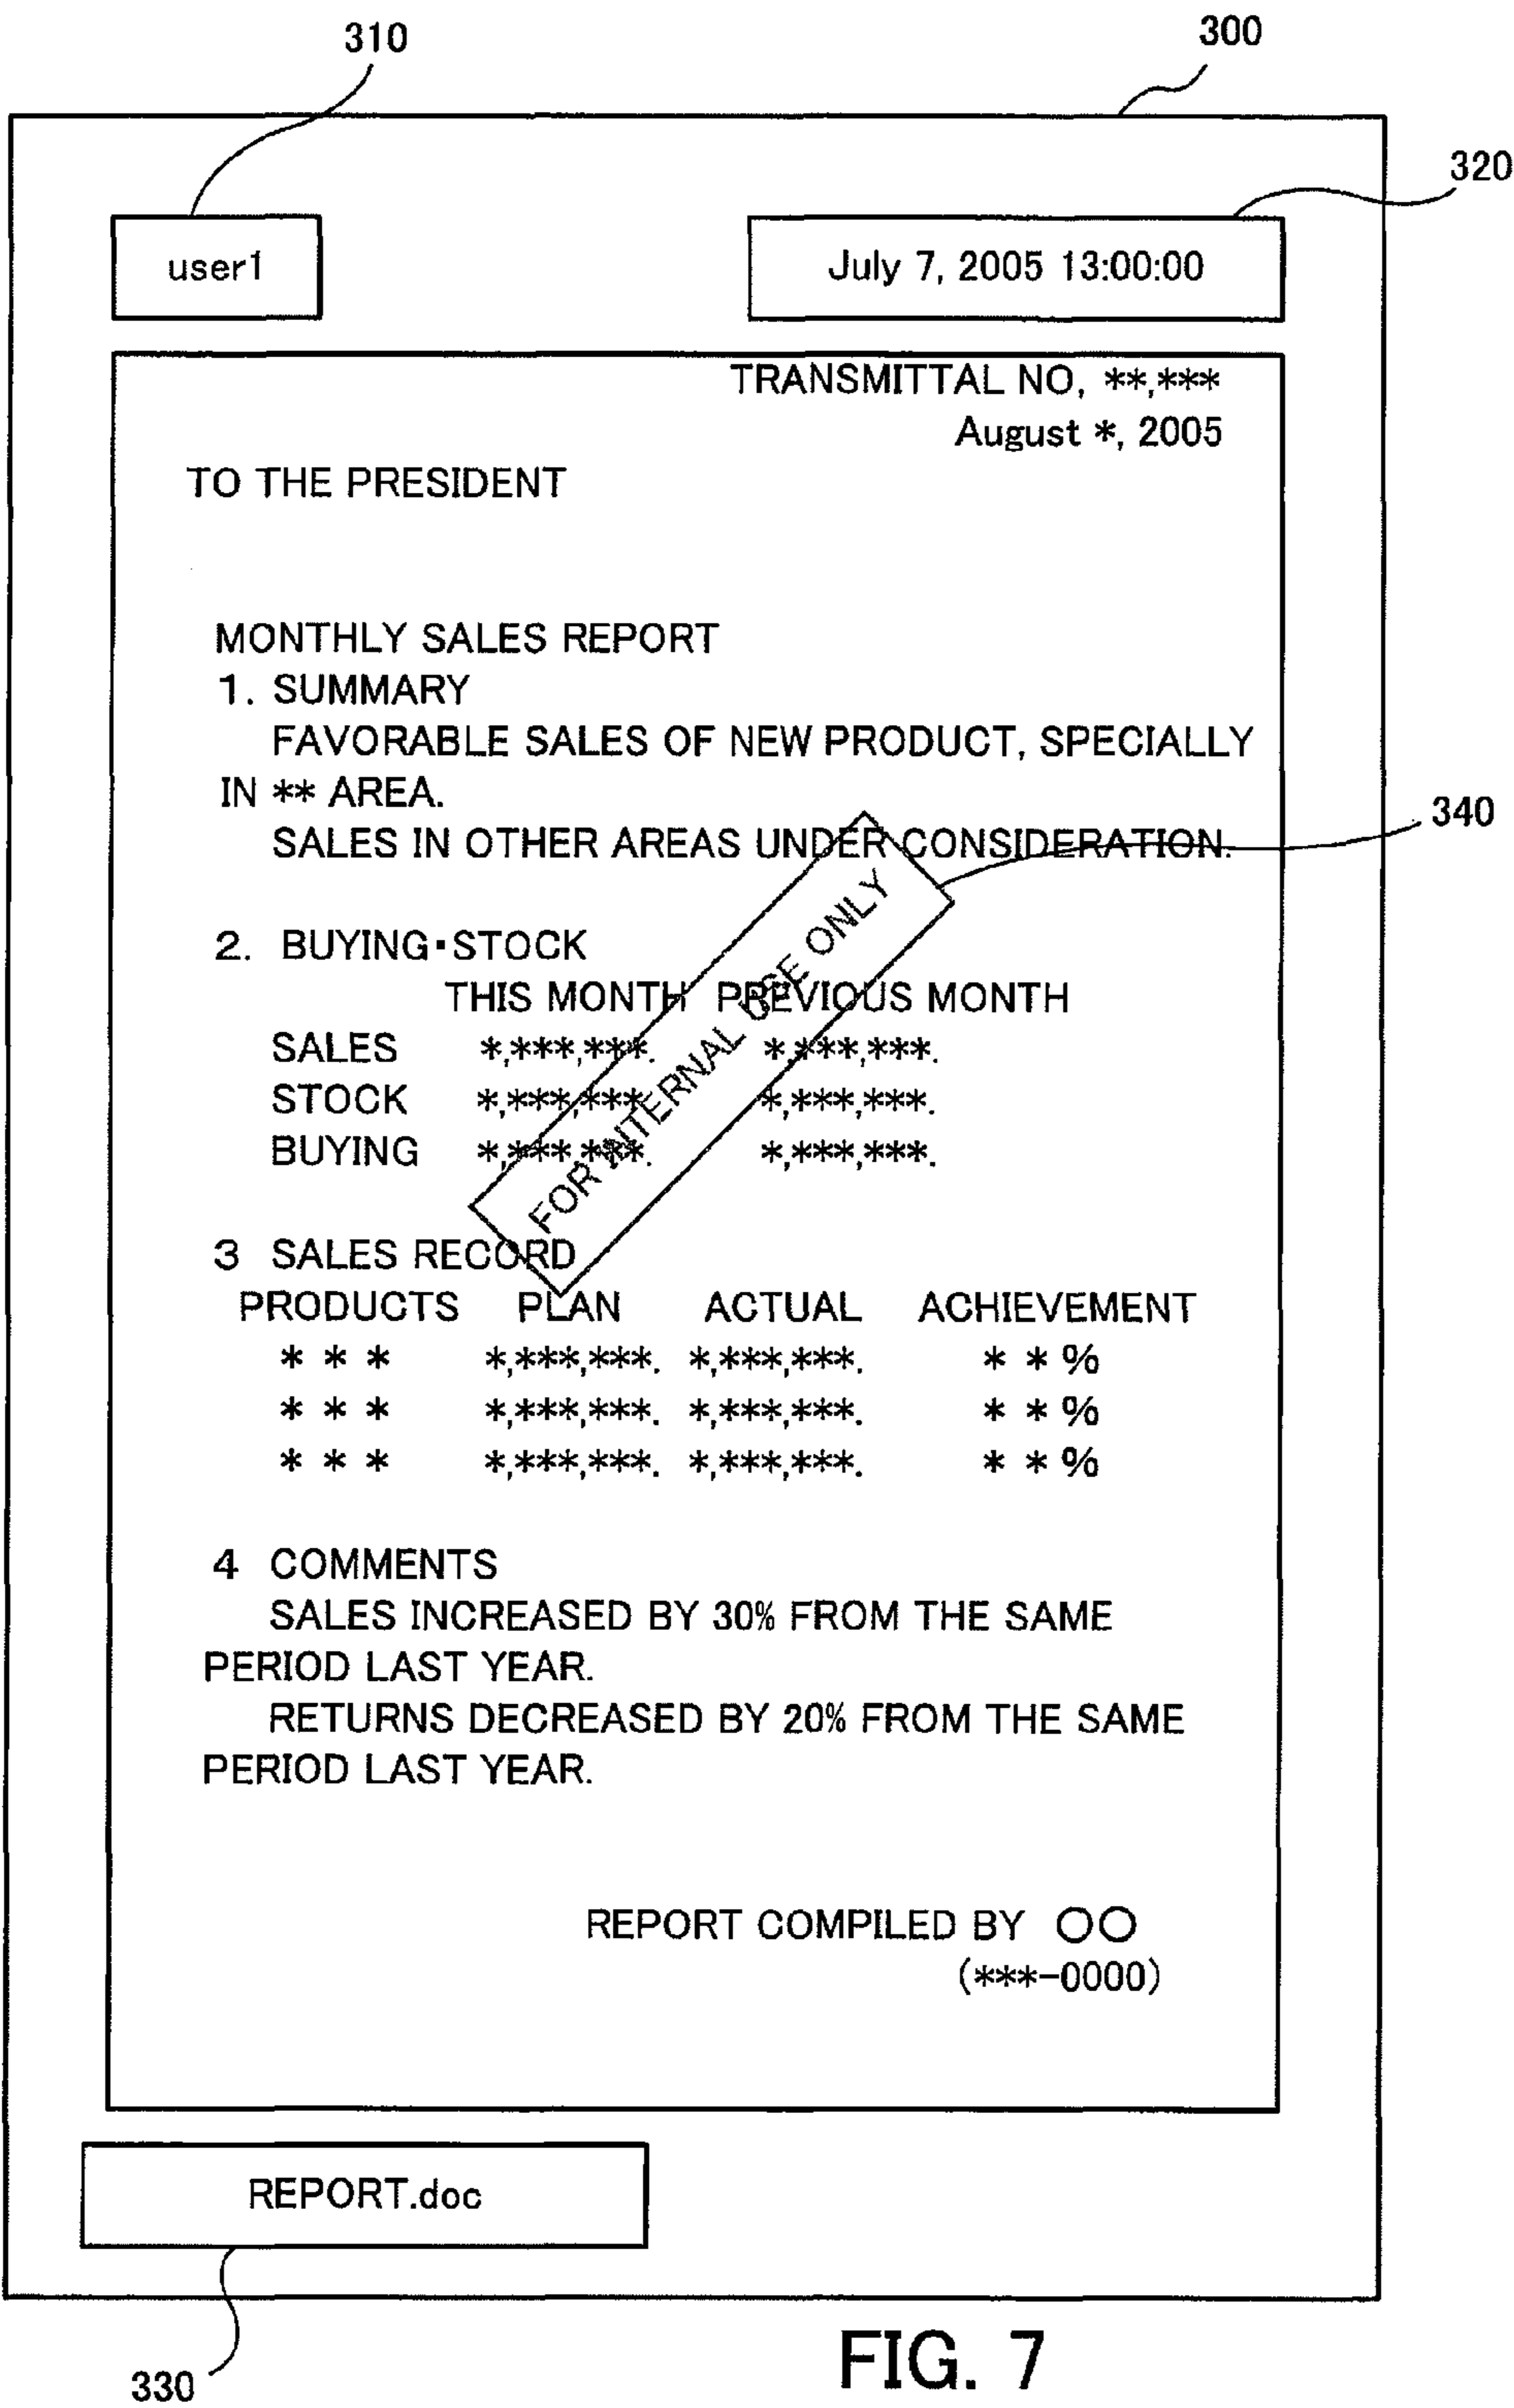 310
300
320
user1
July 7, 2005 13:00:00
TRANSMITTAL NO, **,***
August *, 2005
TO THE PRESIDENT
MONTHLY SALES REPORT
1. SUMMARY
FAVORABLE SALES OF NEW PRODUCT, SPECIALLY
IN ** AREA.
340
SALES IN OTHER AREAS UNDER CONSIDERATION.
FOR INTERNAL USE ONLY
2. BUYING・STOCK
THIS MONTH PREVIOUS MONTH
SALES *,***,***. *,***,***.
STOCK *,***,***. *,***,***.
BUYING *,***,***. *,***,***.
3 SALES RECORD
PRODUCTS PLAN ACTUAL ACHIEVEMENT
* * * *,***,***. *,***,***. * * %
* * * *,***,***. *,***,***. * * %
* * * *,***,***. *,***,***. * * %
4 COMMENTS
SALES INCREASED BY 30% FROM THE SAME
PERIOD LAST YEAR.
RETURNS DECREASED BY 20% FROM THE SAME
PERIOD LAST YEAR.
REPORT COMPILED BY ○○
(***-0000)
REPORT.doc
330
FIG. 7